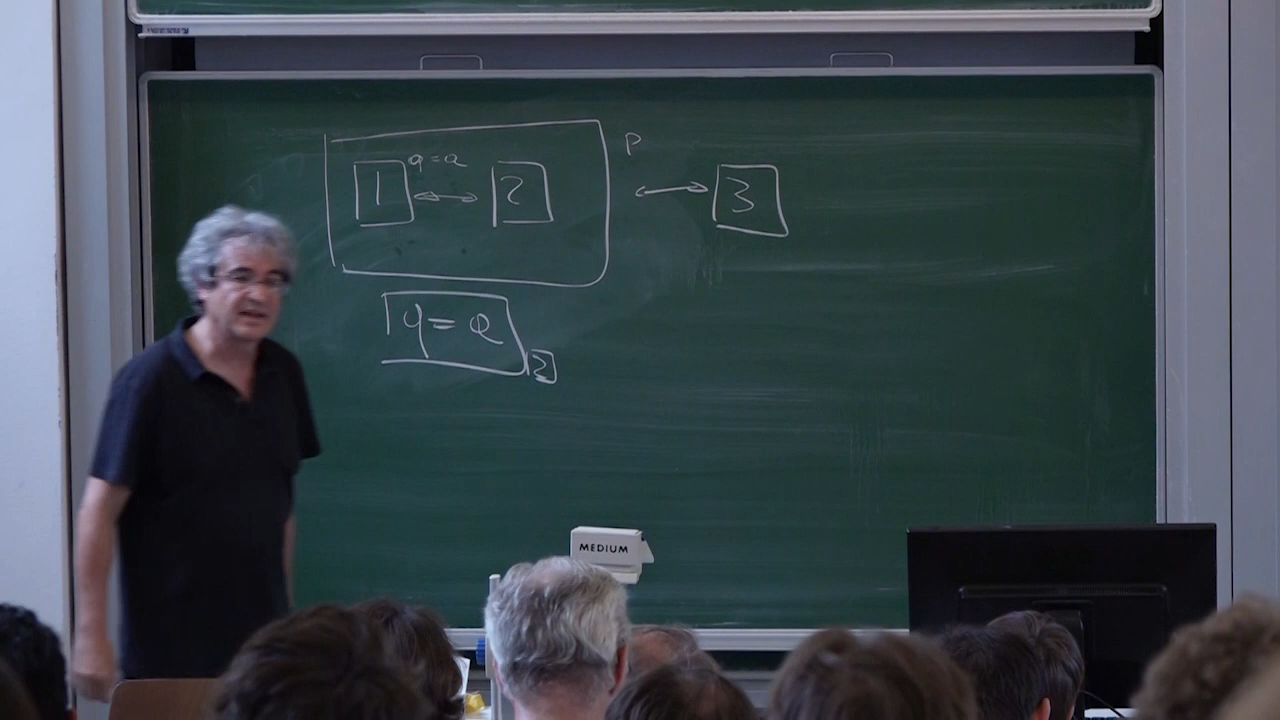 q = a P
1 2 3
q = a
2
MEDIUM